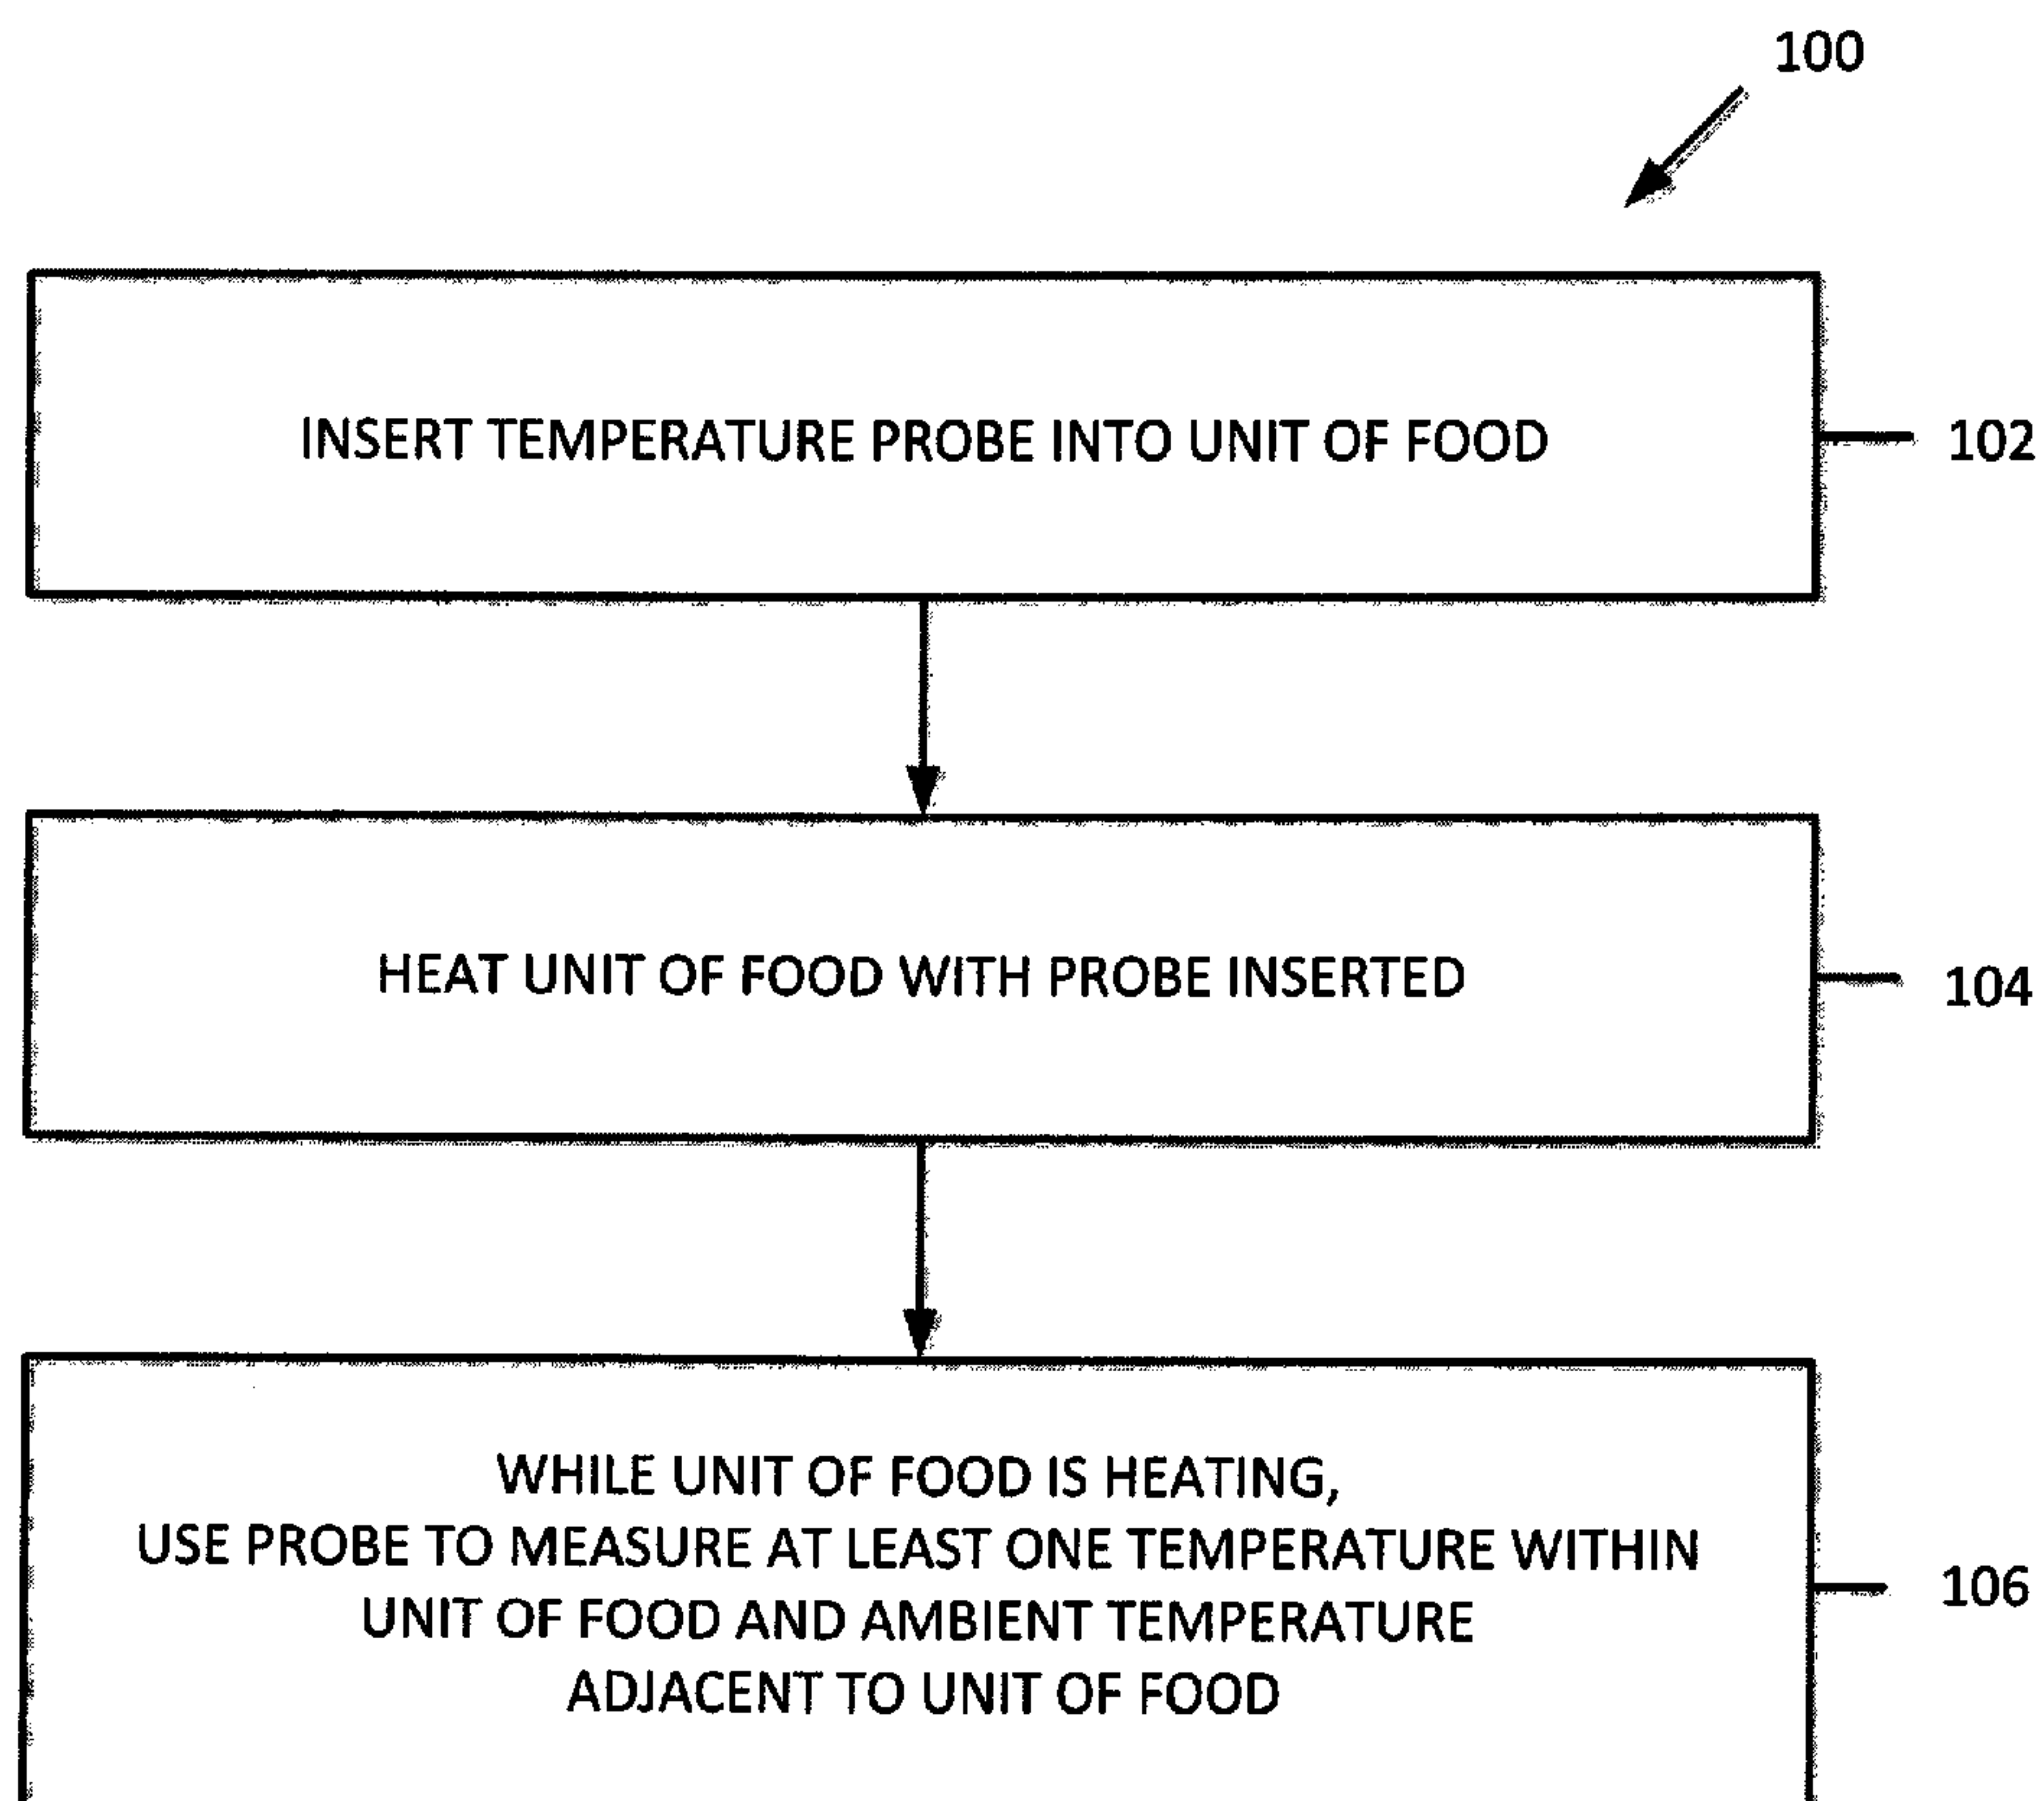 100
INSERT TEMPERATURE PROBE INTO UNIT OF FOOD
102
HEAT UNIT OF FOOD WITH PROBE INSERTED
104
WHILE UNIT OF FOOD IS HEATING,
USE PROBE TO MEASURE AT LEAST ONE TEMPERATURE WITHIN
UNIT OF FOOD AND AMBIENT TEMPERATURE
ADJACENT TO UNIT OF FOOD
106